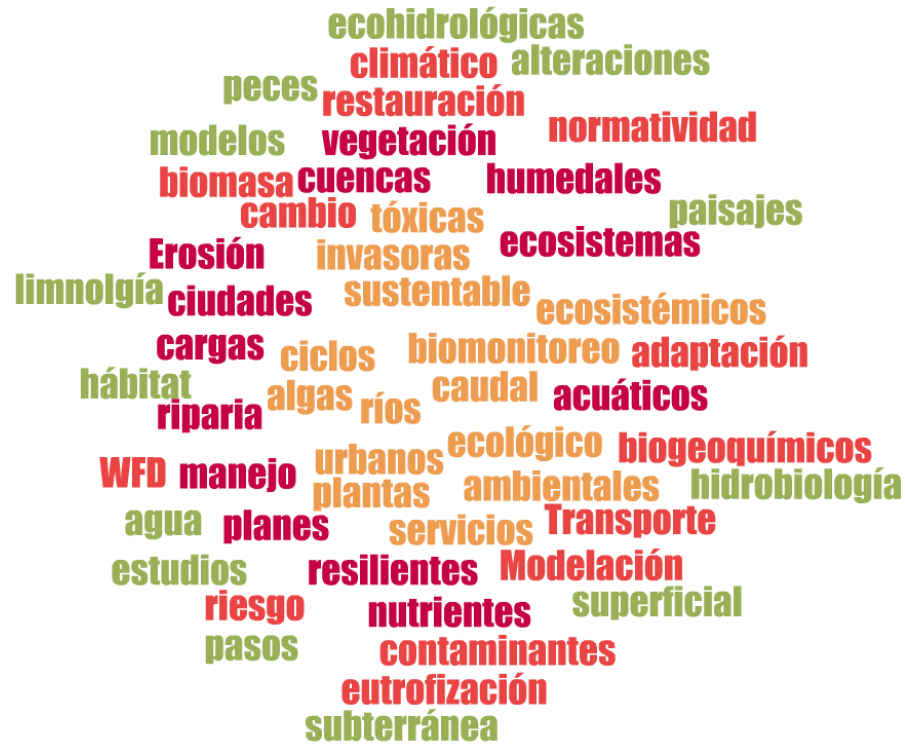 ecohidrológicas
climático alteraciones
peces restauración
modelos vegetación normatividad
biomasa cuencas humedales
cambio tóxicas paisajes
Erosión invasoras ecosistemas
limnolgía ciudades sustentable ecosistémicos
cargas ciclos biomonitoreo adaptación
hábitat algas caudal acuáticos
riparia ríos
urbanos ecológico biogeoquímicos
WFD manejo plantas ambientales hidrobiología
agua planes servicios Transporte
estudios resilientes Modelación
riesgo nutrientes superficial
pasos contaminantes
eutrofización
subterránea